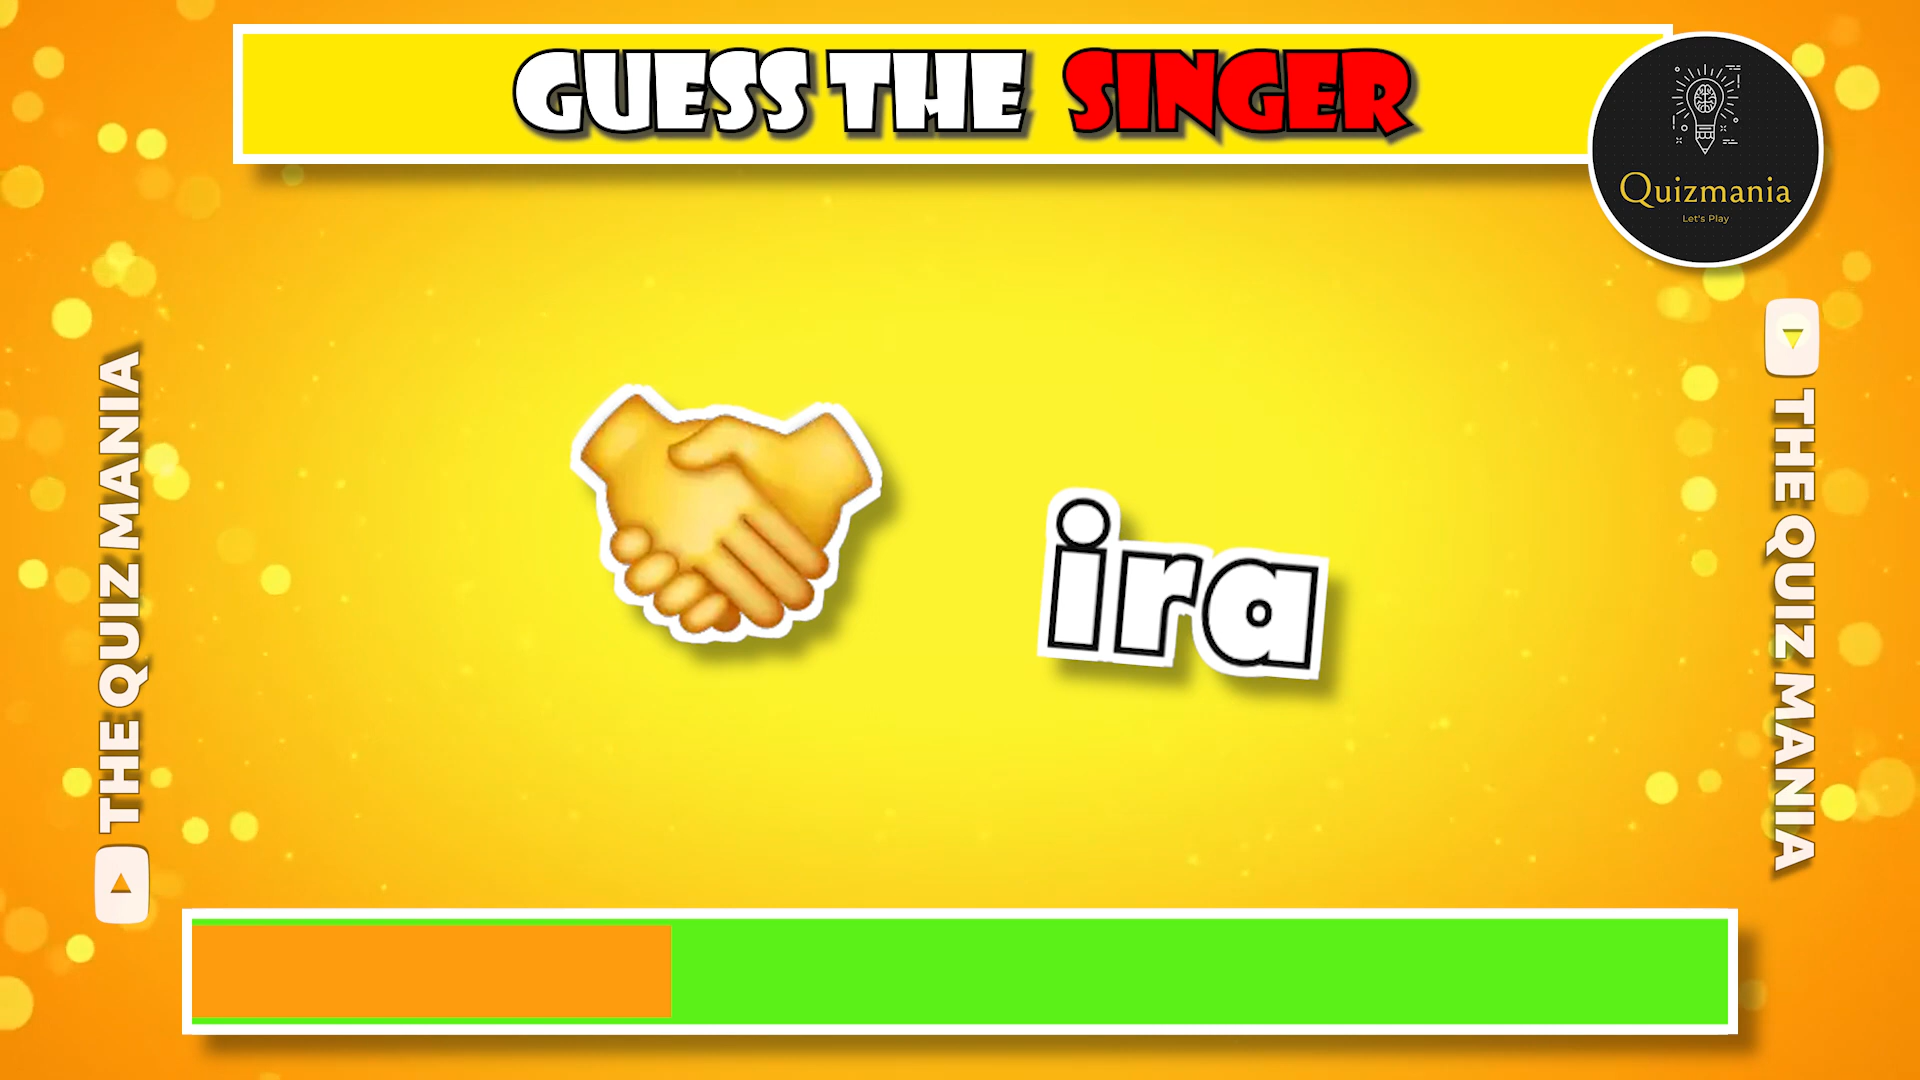 GUESS THE SINGER
Quizmania
Let's Play
THE QUIZ MANIA
THE QUIZ MANIA
ira